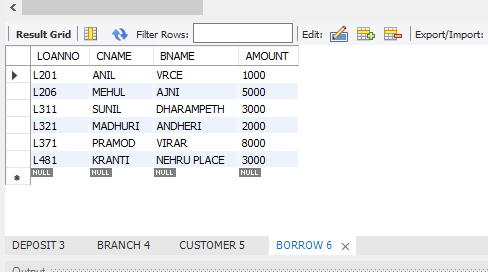 Result Grid Filter Rows: Edit: Export/Import:
LOANNO CNAME BNAME AMOUNT
L201 ANIL VRCE 1000
L206 MEHUL AJNI 5000
L311 SUNIL DHARAMPETH 3000
L321 MADHURI ANDHERI 2000
L371 PRAMOD VIRAR 8000
L481 KRANTI NEHRU PLACE 3000
NULL NULL NULL NULL
DEPOSIT 3 BRANCH 4 CUSTOMER 5 BORROW 6
Output